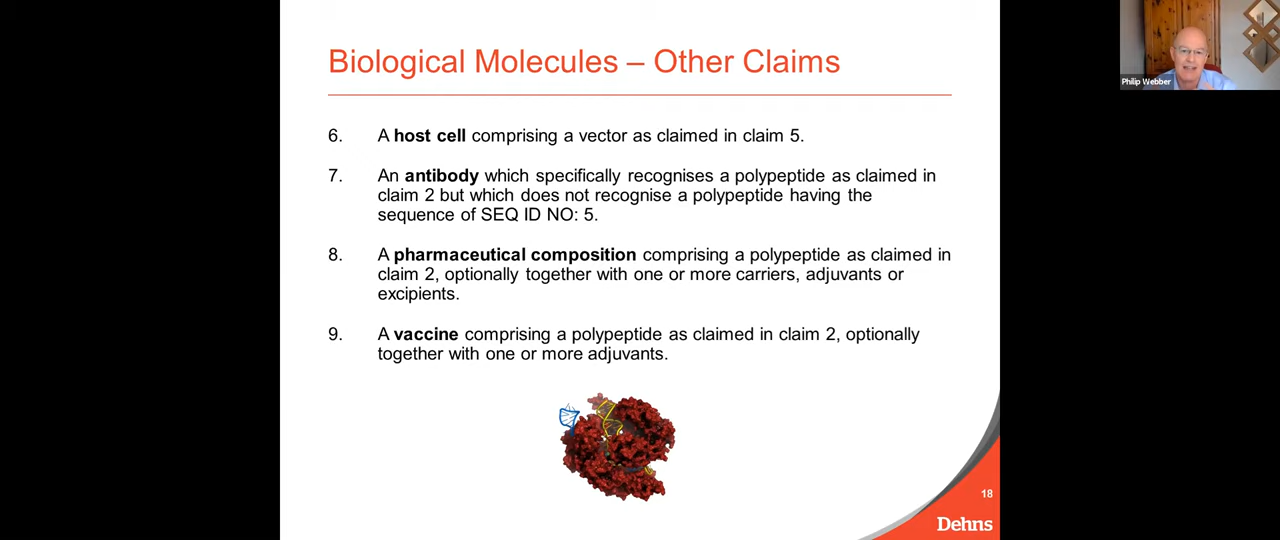 Biological Molecules – Other Claims
Philip Webber
6. A host cell comprising a vector as claimed in claim 5.
7. An antibody which specifically recognises a polypeptide as claimed in
claim 2 but which does not recognise a polypeptide having the
sequence of SEQ ID NO: 5.
8. A pharmaceutical composition comprising a polypeptide as claimed in
claim 2, optionally together with one or more carriers, adjuvants or
excipients.
9. A vaccine comprising a polypeptide as claimed in claim 2, optionally
together with one or more adjuvants.
18
Dehns